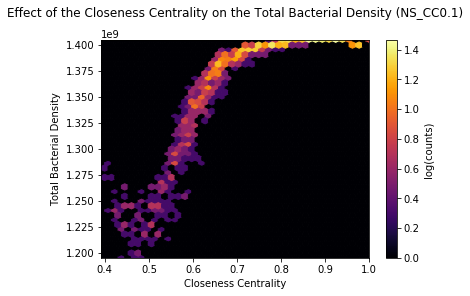 Effect of the Closeness Centrality on the Total Bacterial Density (NS_CC0.1)
1e9
1.400
1.375
1.350
1.325
1.300
1.275
1.250
1.225
1.200
Total Bacterial Density
0.4 0.5 0.6 0.7 0.8 0.9 1.0
Closeness Centrality
1.4
1.2
1.0
0.8
0.6
0.4
0.2
0.0
log(counts)